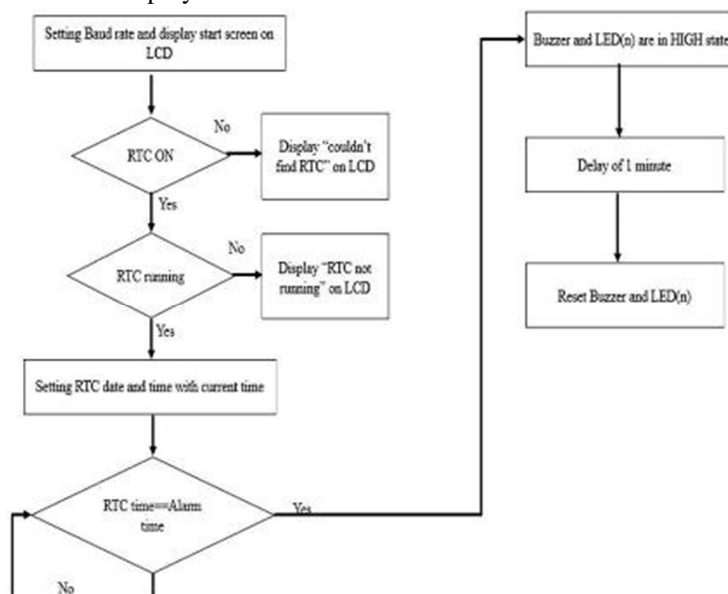 Setting Baud rate and display start screen on
LCD
RTC ON
No
Display “couldn’t
find RTC” on LCD
Yes
RTC running
No
Display “RTC not
running” on LCD
Yes
Setting RTC date and time with current time
RTC time==Alarm
time
Yes
No
Buzzer and LED(n) are in HIGH state
Delay of 1 minute
Reset Buzzer and LED(n)